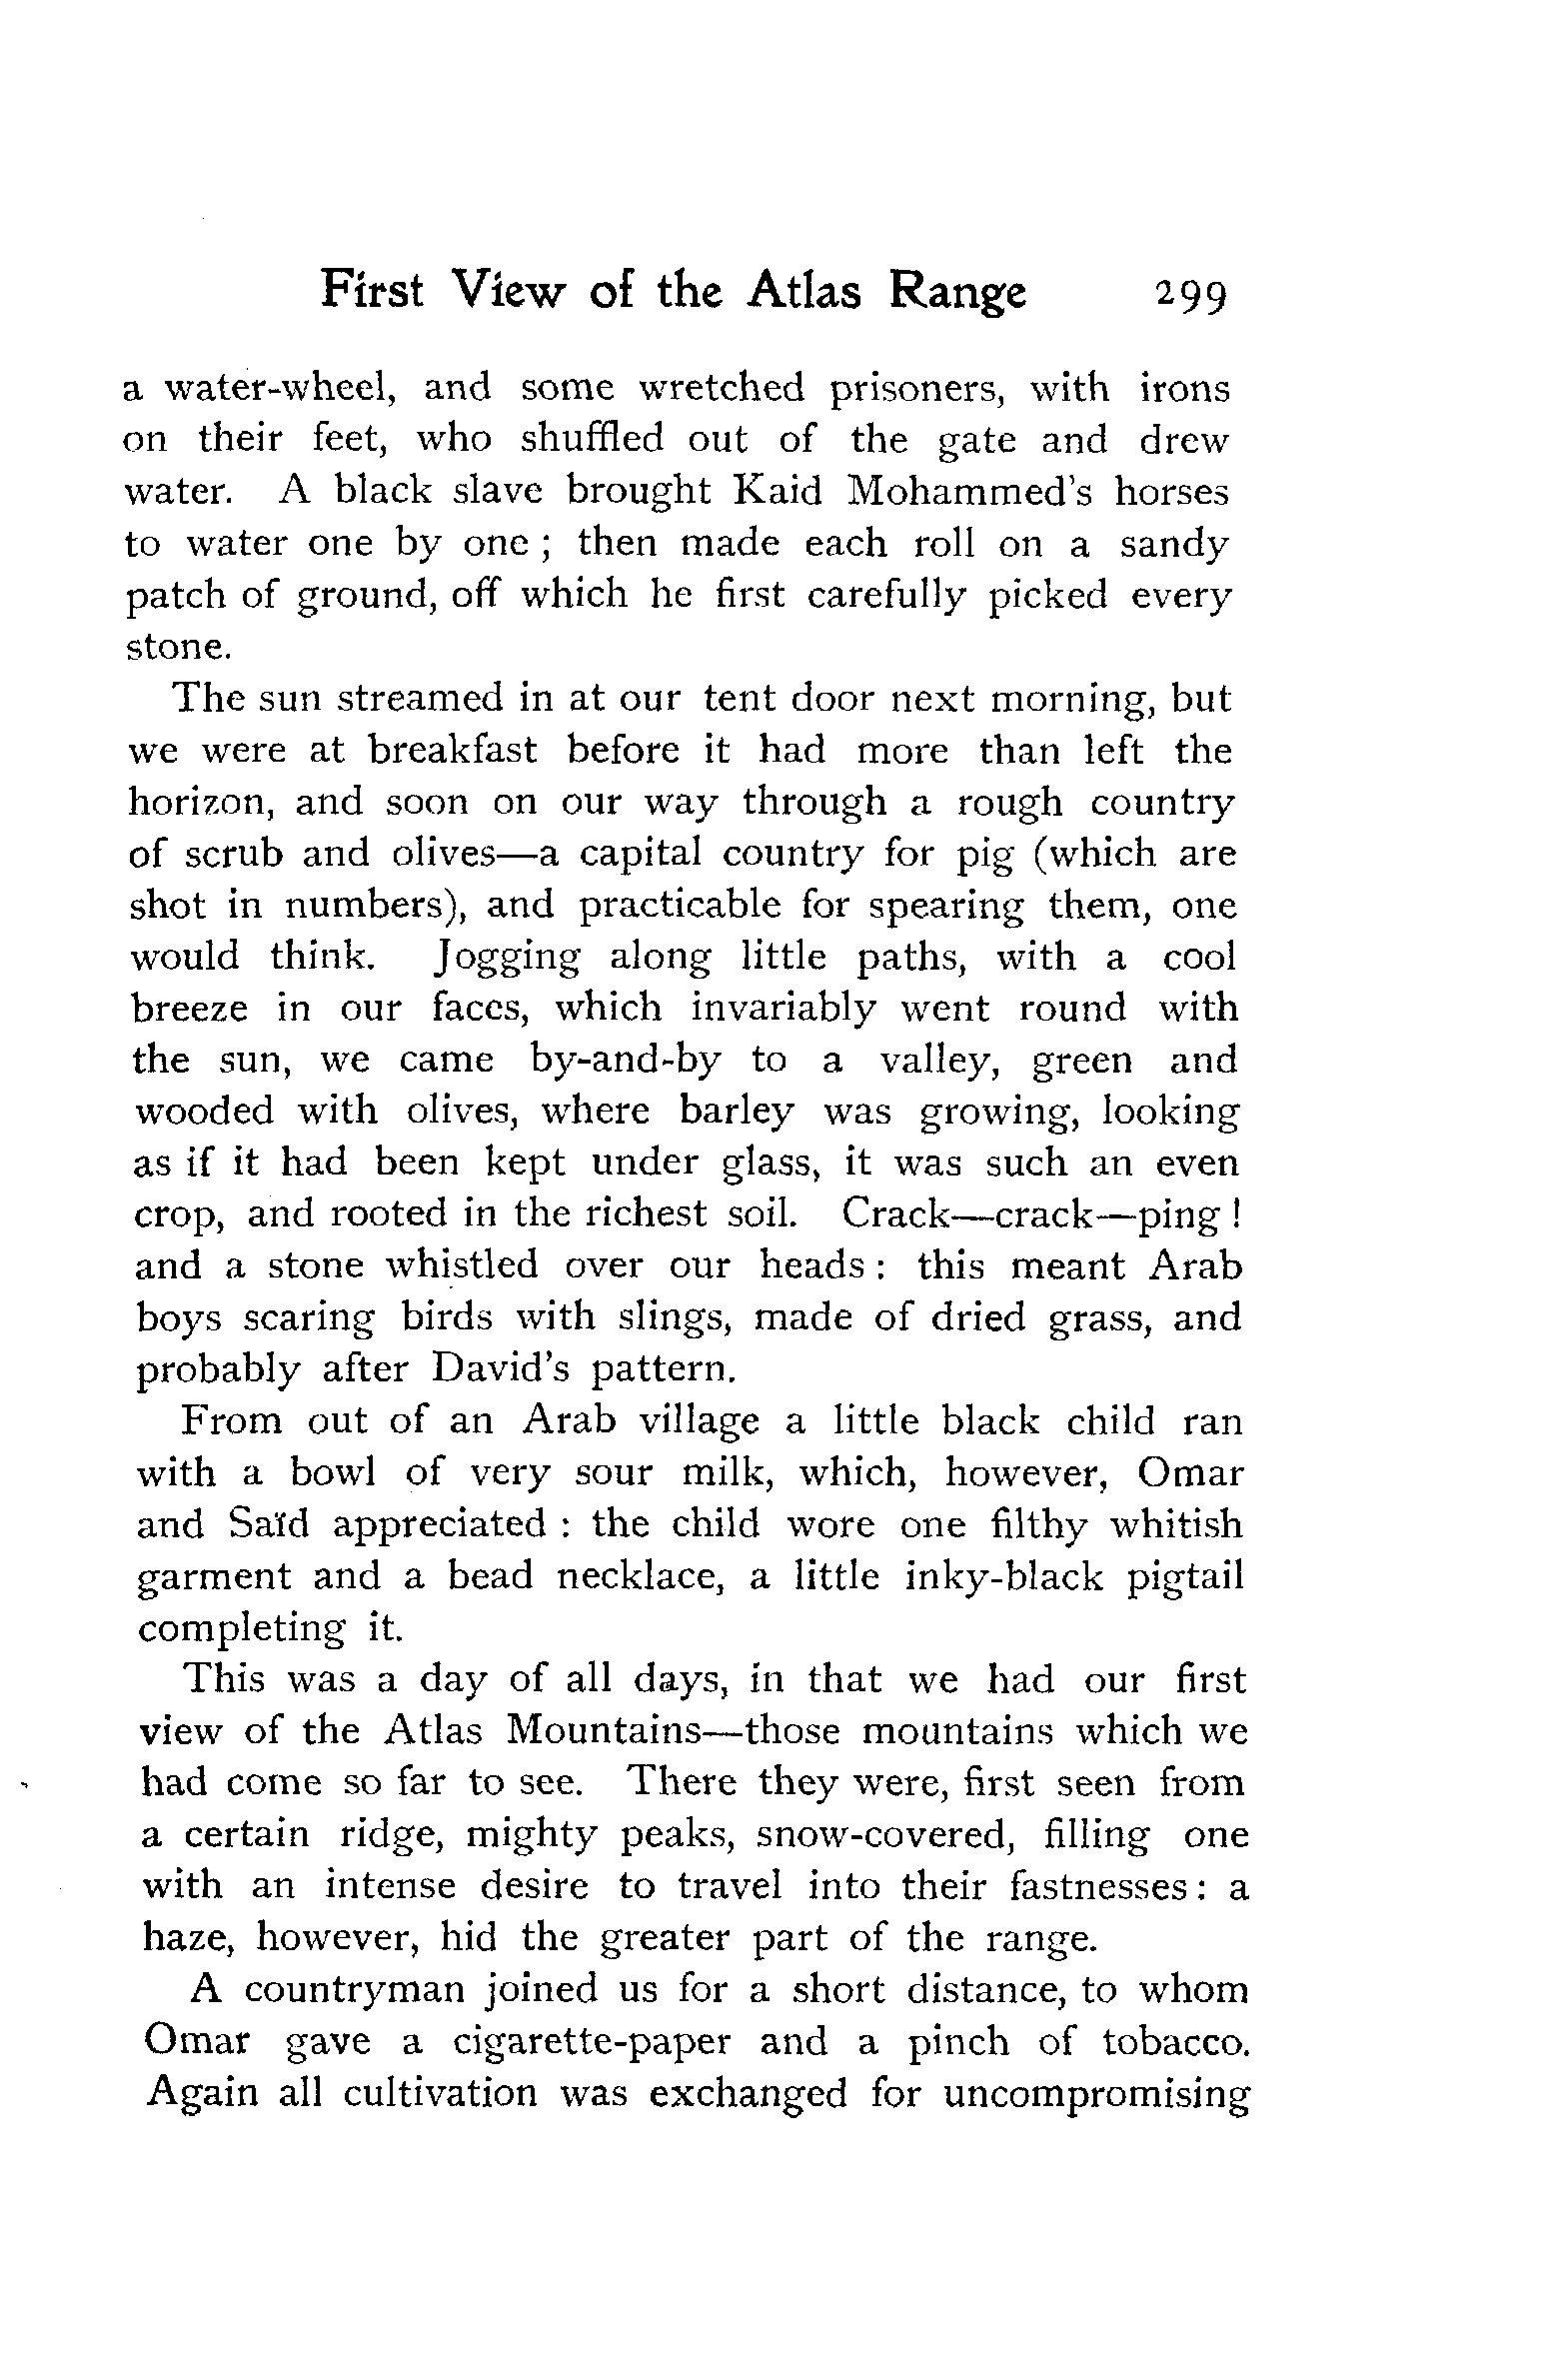 First View of the Atlas Range 299
a water-wheel, and some wretched prisoners, with irons
on their feet, who shuffled out of the gate and drew
water. A black slave brought Kaid Mohammed's horses
to water one by one ; then made each roll on a sandy
patch of ground, off which he first carefully picked every
stone.
The sun streamed in at our tent door next morning, but
we were at breakfast before it had more than left the
horizon, and soon on our way through a rough country
of scrub and olives—a capital country for pig (which are
shot in numbers), and practicable for spearing them, one
would think. Jogging along little paths, with a cool
breeze in our faces, which invariably went round with
the sun, we came by-and-by to a valley, green and
wooded with olives, where barley was growing, looking
as if it had been kept under glass, it was such an even
crop, and rooted in the richest soil. Crack—crack—ping !
and a stone whistled over our heads : this meant Arab
boys scaring birds with slings, made of dried grass, and
probably after David's pattern.
From out of an Arab village a little black child ran
with a bowl of very sour milk, which, however, Omar
and Saïd appreciated : the child wore one filthy whitish
garment and a bead necklace, a little inky-black pigtail
completing it.
This was a day of all days, in that we had our first
view of the Atlas Mountains—those mountains which we
had come so far to see. There they were, first seen from
a certain ridge, mighty peaks, snow-covered, filling one
with an intense desire to travel into their fastnesses : a
haze, however, hid the greater part of the range.
A countryman joined us for a short distance, to whom
Omar gave a cigarette-paper and a pinch of tobacco.
Again all cultivation was exchanged for uncompromising